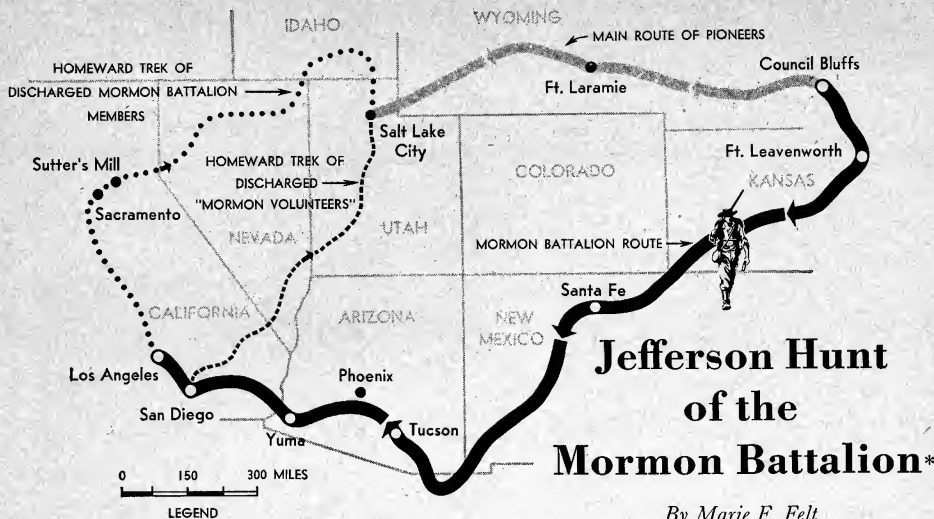 IDAHO
WYOMING
MAIN ROUTE OF PIONEERS
HOMEWARD TREK OF
DISCHARGED MORMON BATTALION
MEMBERS
Council Bluffs
Ft. Laramie
Salt Lake
City
Ft. Leavenworth
HOMEWARD TREK OF
DISCHARGED
"MORMON VOLUNTEERS"
Sutter's Mill
Sacramento
COLORADO
KANSAS
UTAH
NEVADA
MORMON BATTALION ROUTE
Santa Fe
CALIFORNIA
ARIZONA
NEW
MEXICO
Los Angeles
Phoenix
San Diego
Yuma
Tucson
0 150 300 MILES
LEGEND
Jefferson Hunt
of the
Mormon Battalion*
By Marie F. Felt